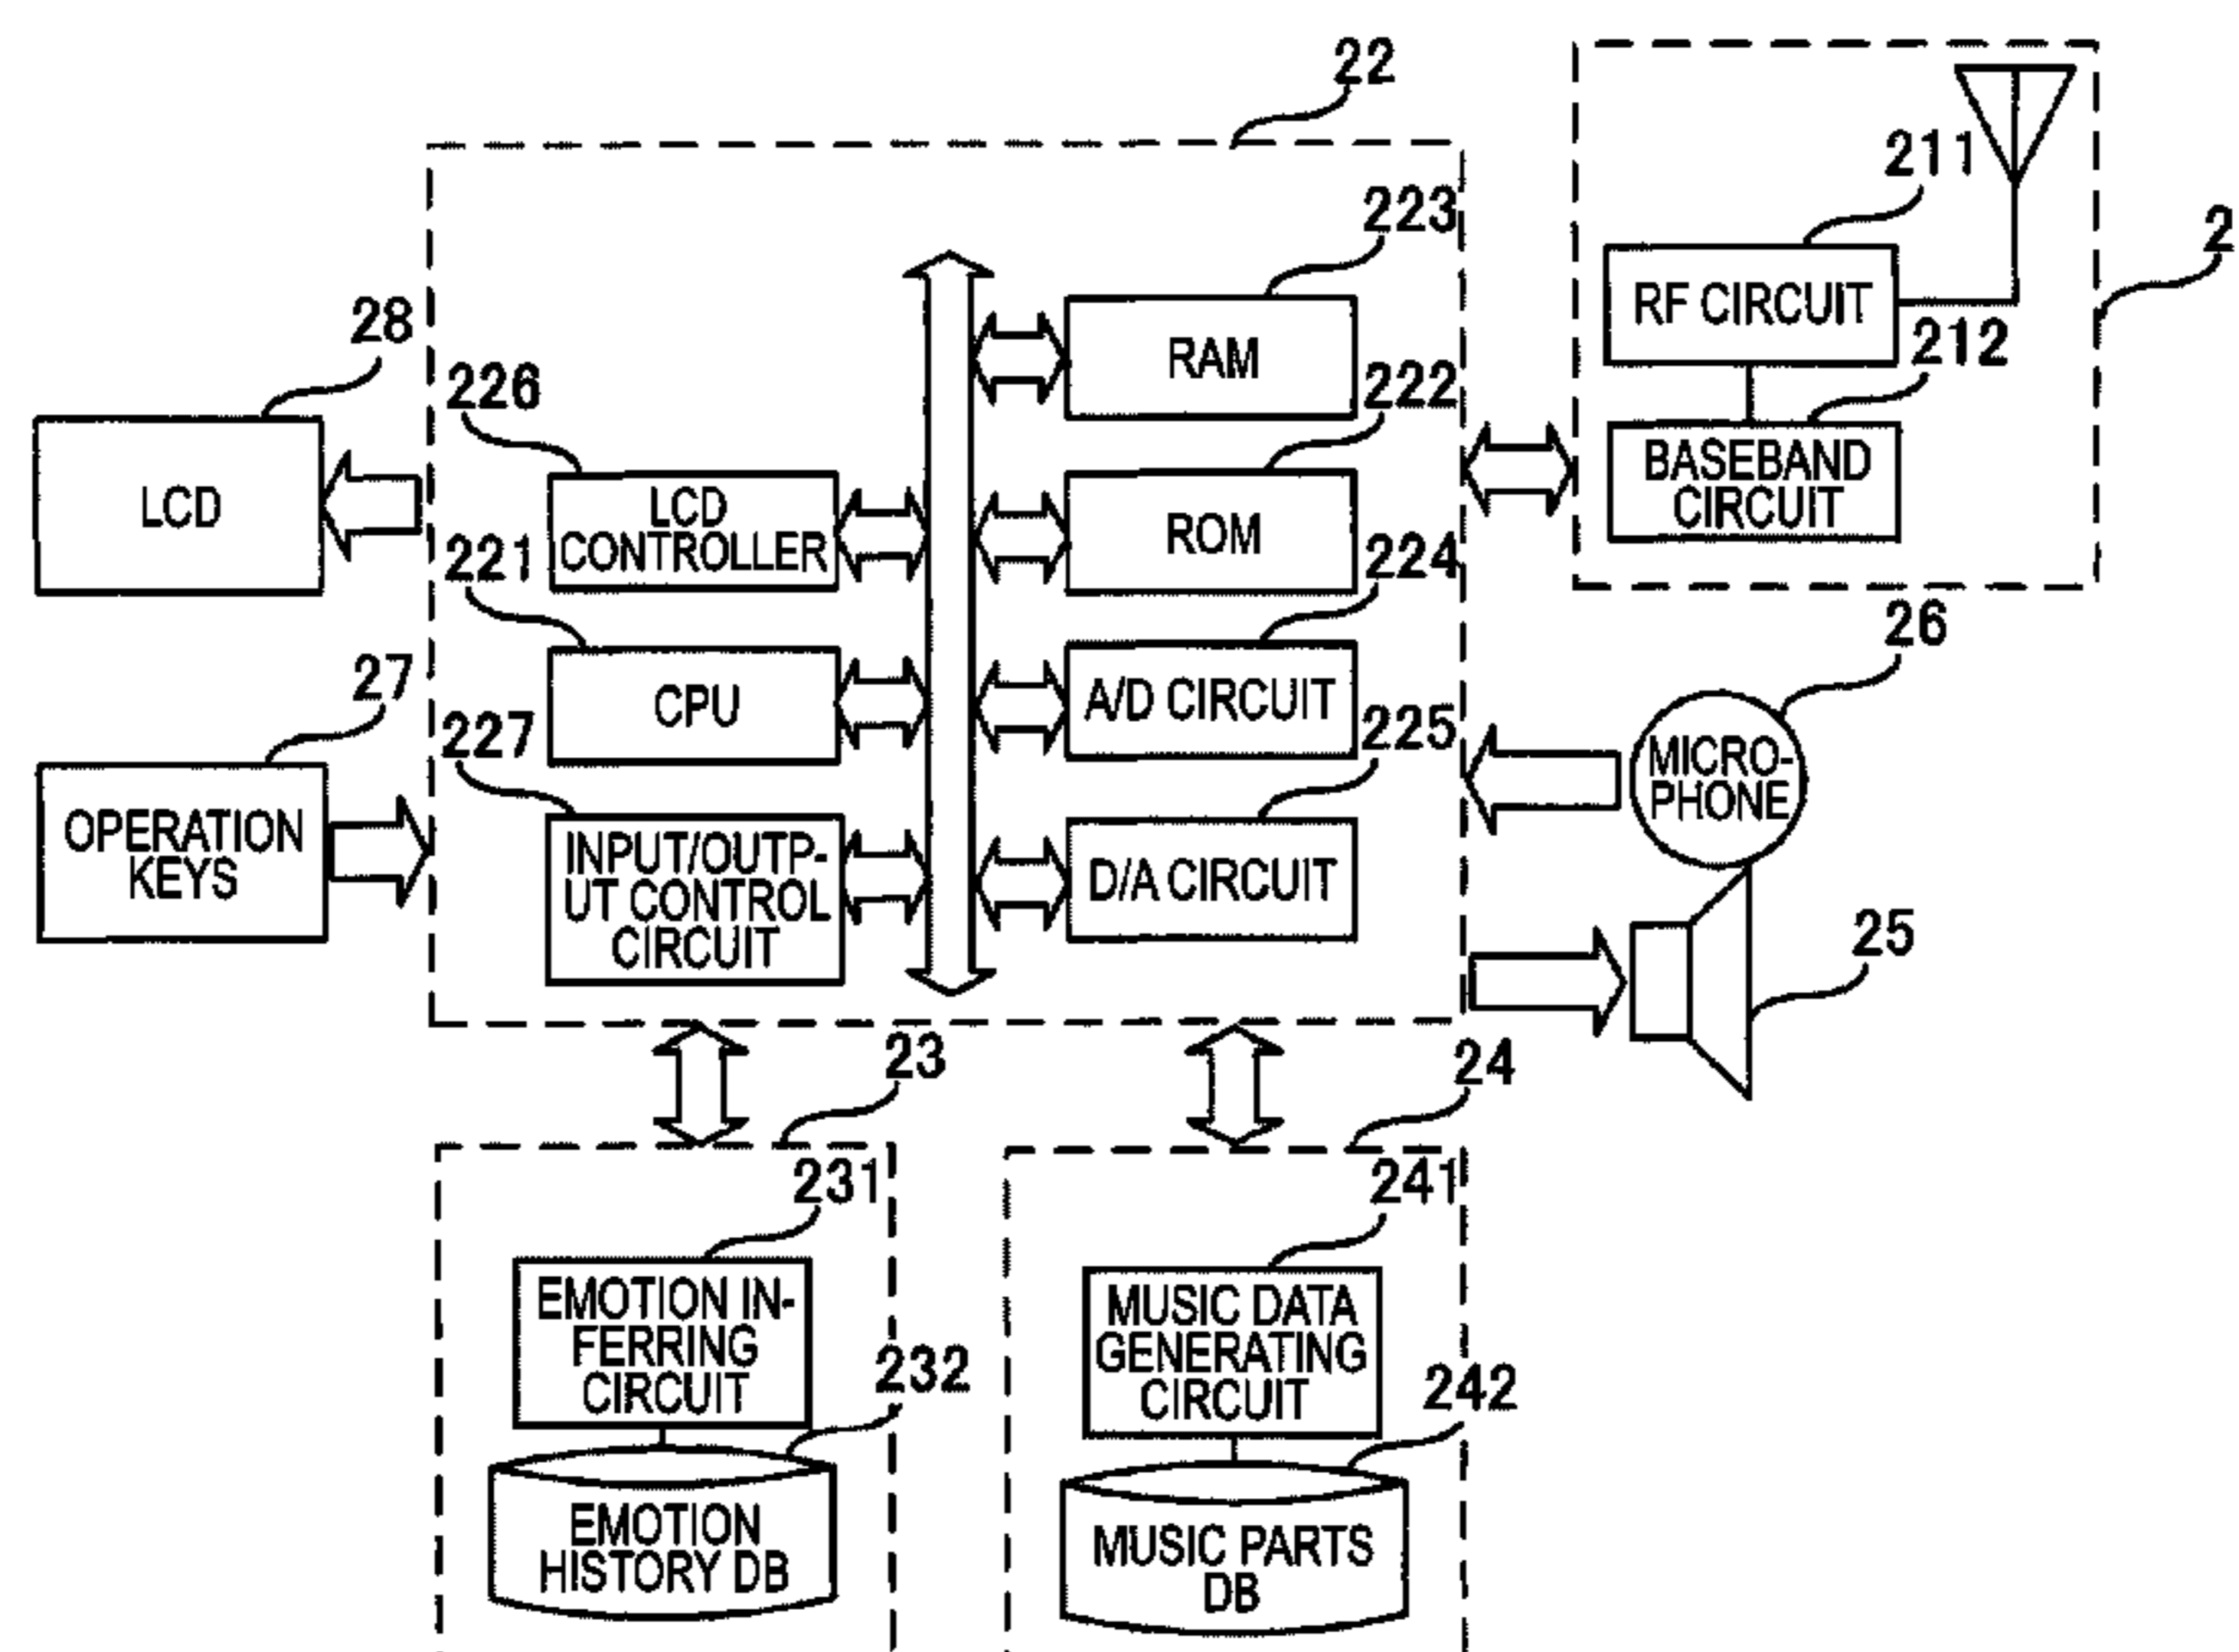 22
211
223
2
28
RF CIRCUIT
RAM
212
226
222
LCD
LCD
CONTROLLER
ROM
BASEBAND
CIRCUIT
221
224
26
27
CPU
A/D CIRCUIT
227
225
MICRO-
PHONE
OPERATION
KEYS
INPUT/OUTP-
UT CONTROL
CIRCUIT
D/A CIRCUIT
25
23
24
231
241
EMOTION IN-
FERRING
CIRCUIT
MUSIC DATA
GENERATING
CIRCUIT
232
242
EMOTION
HISTORY DB
MUSIC PARTS
DB